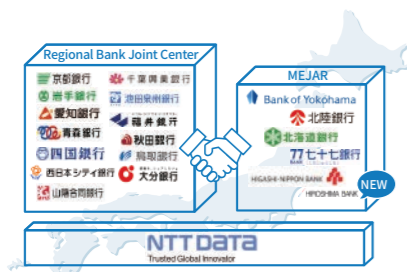 Regional Bank Joint Center
京都銀行
千葉興業銀行
岩手銀行
池田泉州銀行
愛知銀行
福井銀行
青森銀行
秋田銀行
四国銀行
鳥取銀行
西日本シティ銀行
大分銀行
山陰合同銀行
MEJAR
Bank of Yokohama
北陸銀行
北海道銀行
77 七十七銀行
HIGASHI-NIPPON BANK
HIROSHIMA BANK
NEW
NTT DATA
Trusted Global Innovator